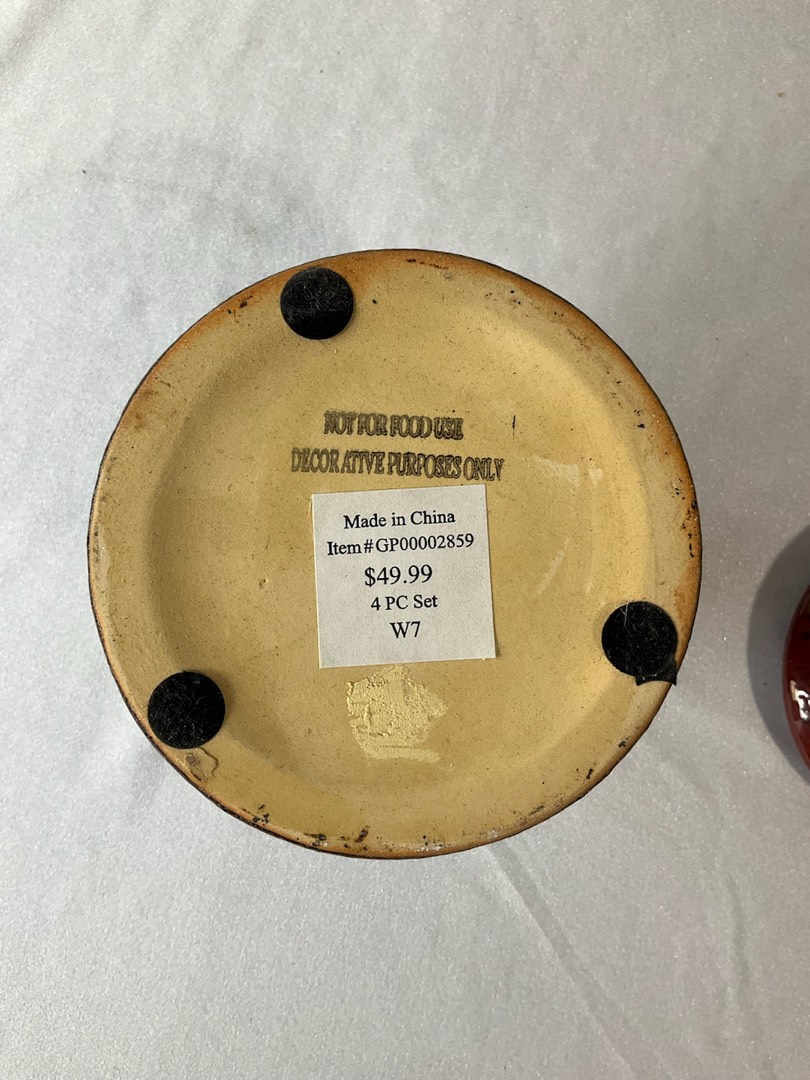 NOT FOR FOOD USE
DECORATIVE PURPOSES ONLY
Made in China
Item # GP00002859
$49.99
4 PC Set
W7